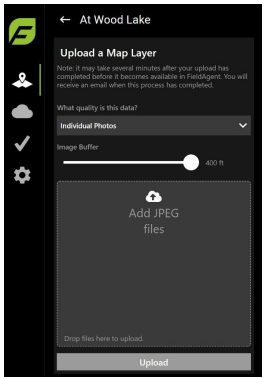 At Wood Lake
Upload a Map Layer
Note: it may take several minutes after your upload has
completed before it becomes available in FieldAgent. You will
receive an email when this process has completed.
What quality is this data?
Individual Photos
Image Buffer
400 ft
Add JPEG
files
Drop files here to upload.
Upload